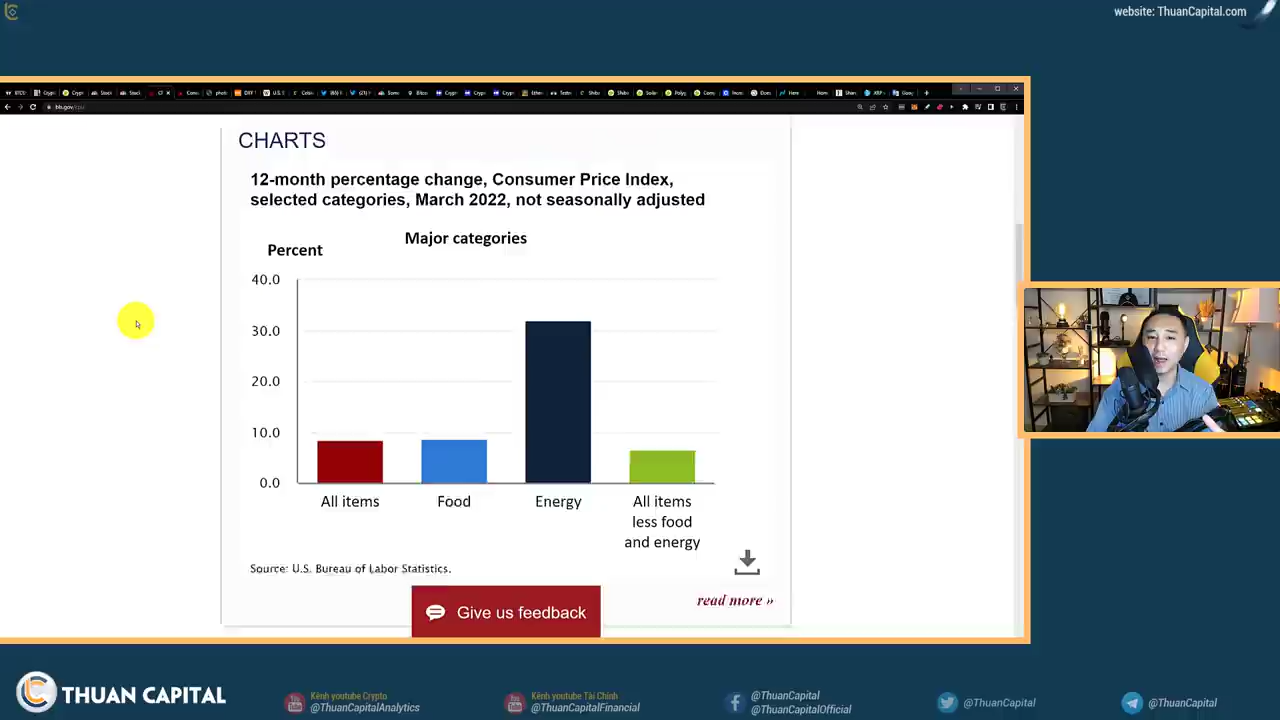 website: ThuanCapital.com
bls.gov/cpi/
CHARTS
12-month percentage change, Consumer Price Index,
selected categories, March 2022, not seasonally adjusted
Major categories
Percent
40.0
30.0
20.0
10.0
0.0
All items
Food
Energy
All items
less food
and energy
Source: U.S. Bureau of Labor Statistics.
read more »
Give us feedback
THUAN CAPITAL
Kênh youtube Crypto
@ThuanCapitalAnalytics
Kênh youtube Tài Chính
@ThuanCapitalFinancial
@ThuanCapital
@ThuanCapitalOfficial
@ThuanCapital
@ThuanCapital